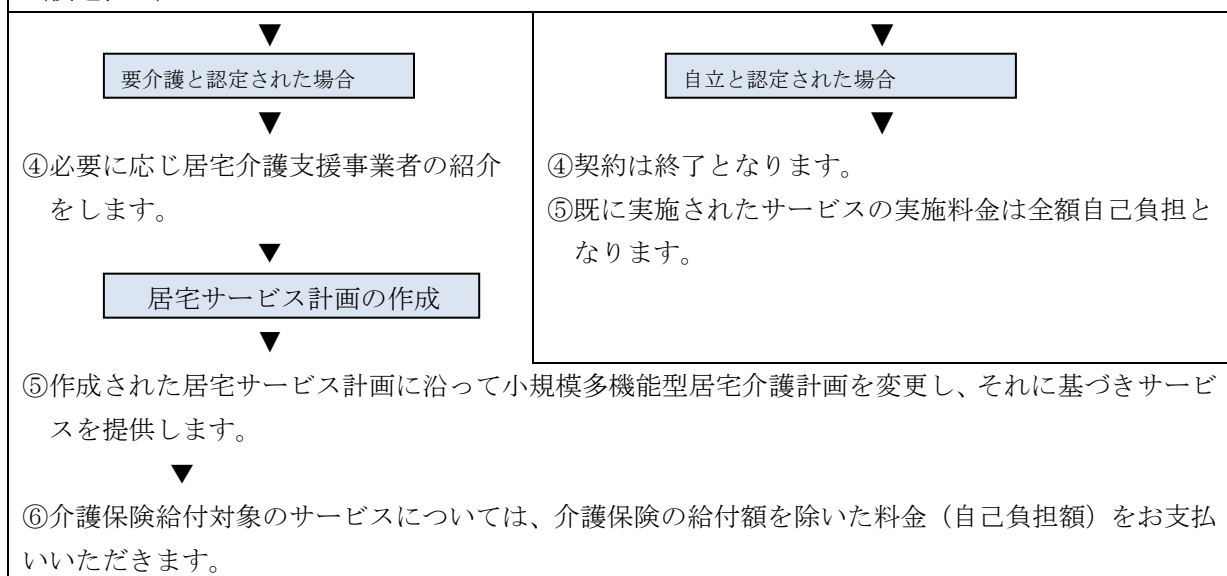 ▼
要介護と認定された場合
▼
④必要に応じ居宅介護支援事業者の紹介
をします。
▼
居宅サービス計画の作成
▼
▼
自立と認定された場合
▼
④契約は終了となります。
⑤既に実施されたサービスの実施料金は全額自己負担と
なります。
⑤作成された居宅サービス計画に沿って小規模多機能型居宅介護計画を変更し、それに基づきサービ
スを提供します。
▼
⑥介護保険給付対象のサービスについては、介護保険の給付額を除いた料金（自己負担額）をお支払
いいただきます。